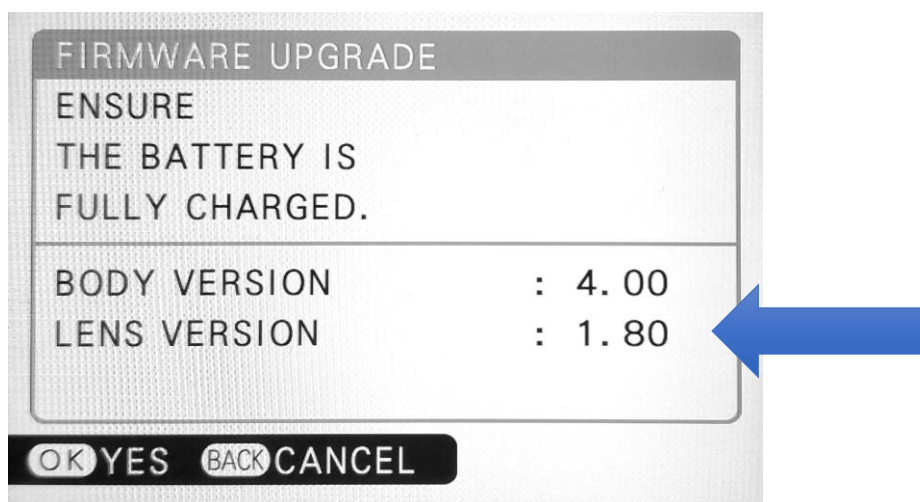 FIRMWARE UPGRADE
ENSURE
THE BATTERY IS
FULLY CHARGED.
BODY VERSION : 4.00
LENS VERSION : 1.80
OK YES BACK CANCEL